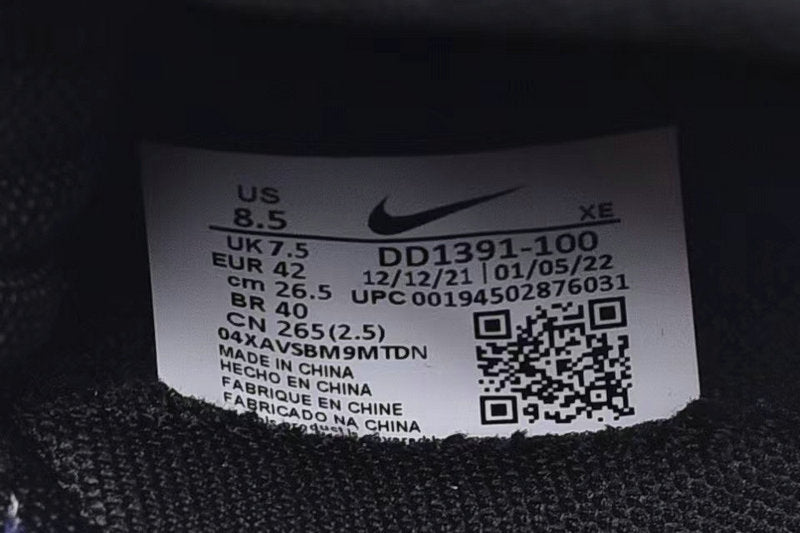 US
8.5
XE
UK 7.5
EUR 42
cm 26.5
BR 40
CN 265(2.5)
DD1391-100
12/12/21 | 01/05/22
UPC 00194502876031
04XAVSBM9MTDN
MADE IN CHINA
HECHO EN CHINA
FABRIQUE EN CHINE
FABRICADO NA CHINA
product is